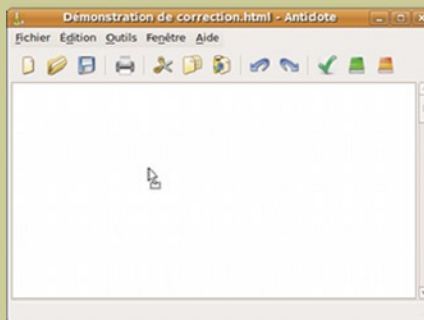 Démonstration de correction.html - Antidote
Fichier Édition Outils Fenêtre Aide